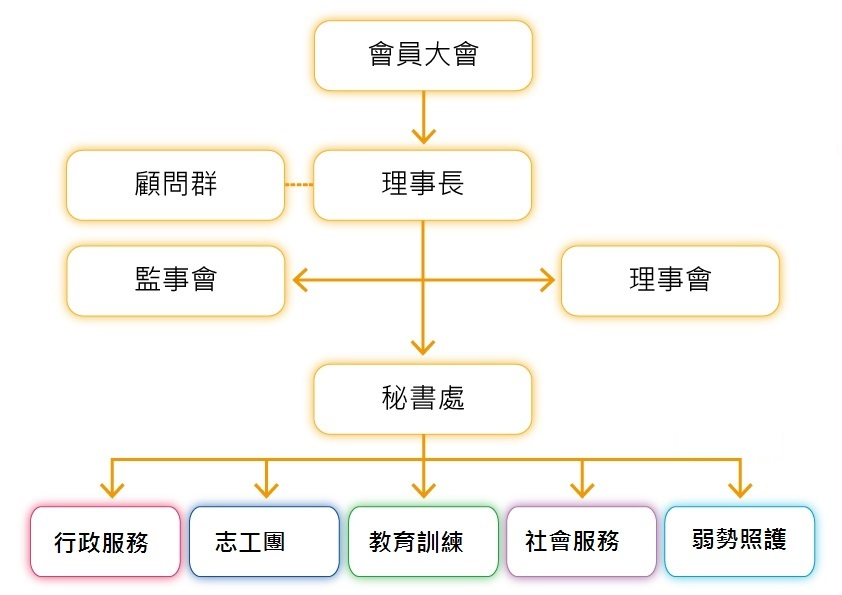 會員大會
顧問群
理事長
監事會
理事會
秘書處
行政服務
志工團
教育訓練
社會服務
弱勢照護